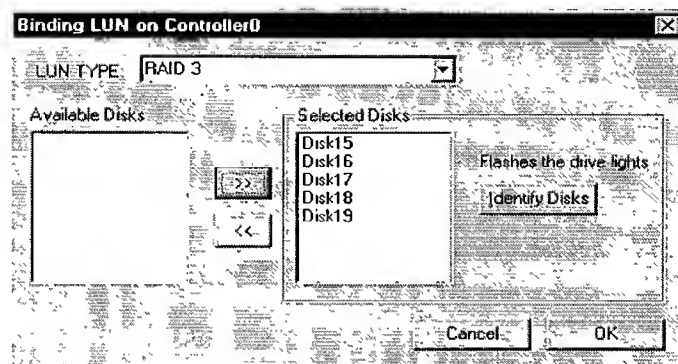 Binding LUN on Controller0
LUN TYPE RAID 3
Available Disks
Selected Disks
Disk15
Disk16
Disk17
Disk18
Disk19
>>
<<
Flashes the drive lights
Identify Disks
Cancel
OK